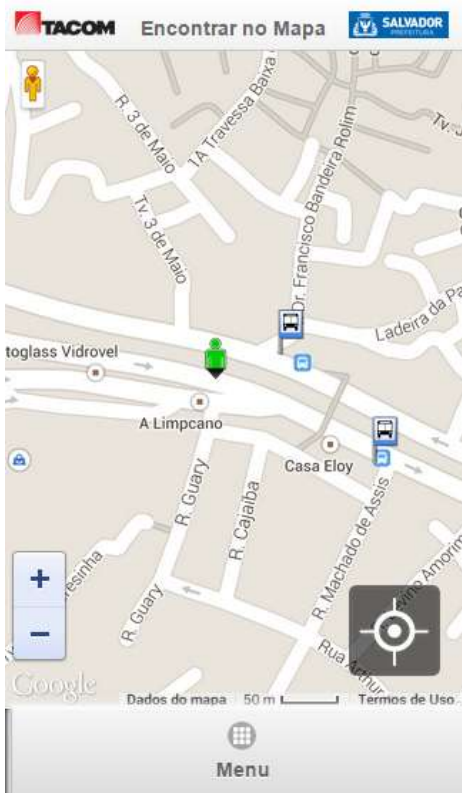 TACOM
Encontrar no Mapa
SALVADOR
PREFEITURA
R. 3 de Maio
1A Travessa Baixa
Tv. 3 de Maio
Dr. Francisco Bandeira Rolim
Ladeira da Pa
toglass Vidrovel
A Limpcano
Casa Eloy
R. Guary
R. Cajaiba
R. Machado de Assis
R. Guary
Rua Arthur
+
−
Google
Dados do mapa
50 m
Termos de Uso
Menu